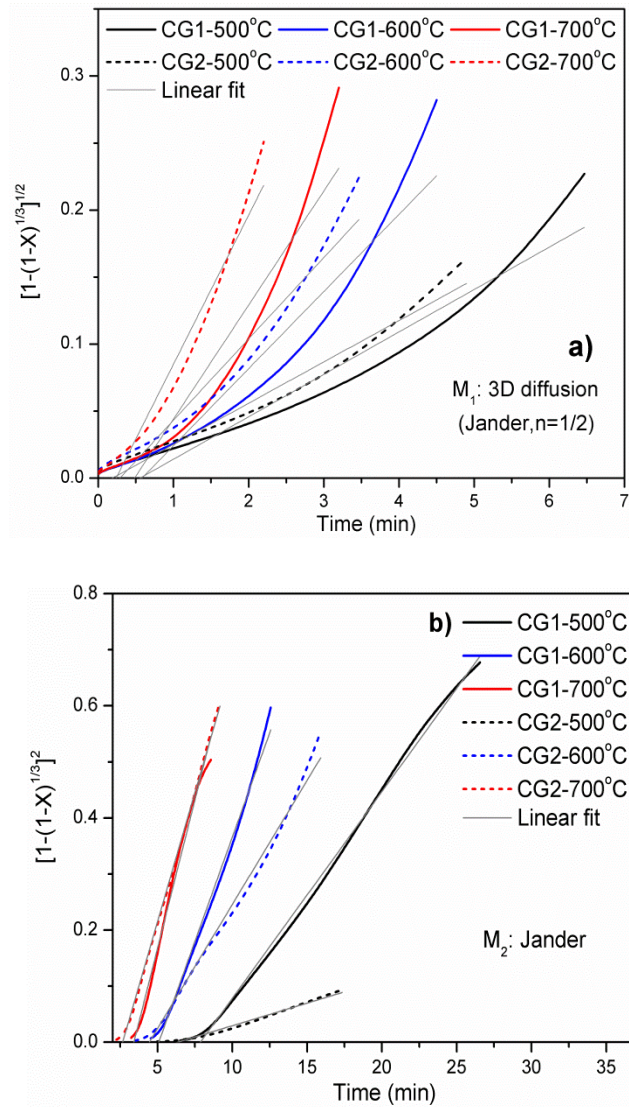 CG1-500°C CG1-600°C CG1-700°C
CG2-500°C CG2-600°C CG2-700°C
Linear fit
[1-(1-X)^1/3]^1/2
0.3
0.2
0.1
0.0
a)
M₁: 3D diffusion
(Jander,n=1/2)
0 1 2 3 4 5 6 7
Time (min)
b)
CG1-500°C
CG1-600°C
CG1-700°C
CG2-500°C
CG2-600°C
CG2-700°C
Linear fit
[1-(1-X)^1/3]^2
0.8
0.6
0.4
0.2
0.0
M₂: Jander
5 10 15 20 25 30 35
Time (min)